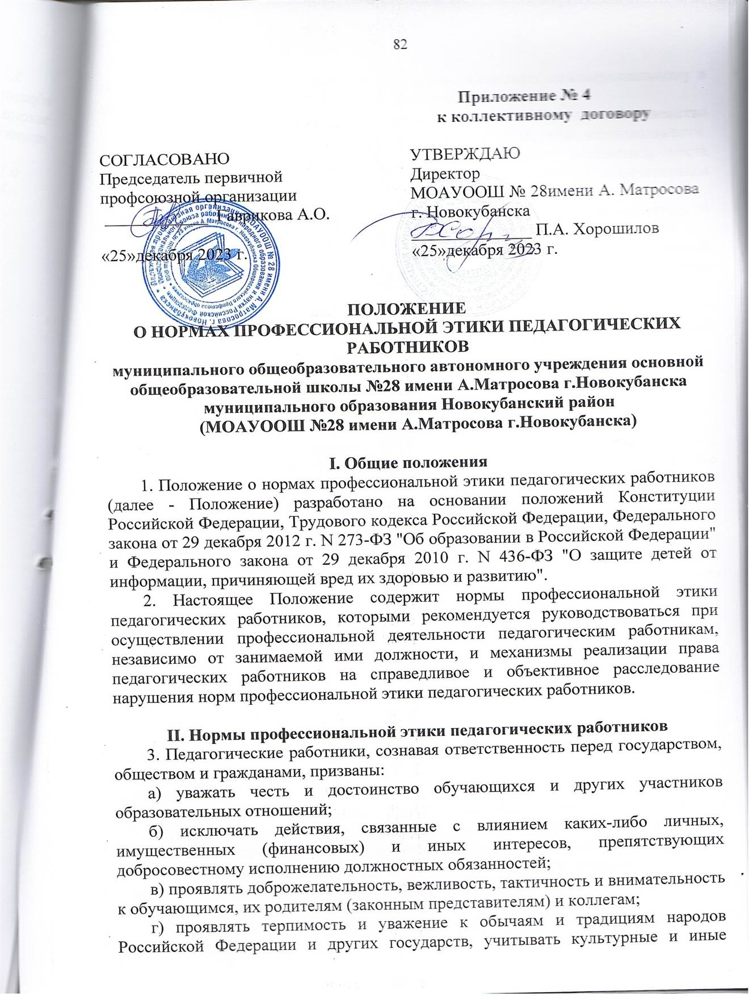 82
Приложение № 4
к коллективному договору
СОГЛАСОВАНО
Председатель первичной
профсоюзной организации
Гаврикова А.О.
«25»декабря 2023 г.
УТВЕРЖДАЮ
Директор
МОАУООШ № 28имени А. Матросова
г. Новокубанска
П.А. Хорошилов
«25»декабря 2023 г.
ПОЛОЖЕНИЕ
О НОРМАХ ПРОФЕССИОНАЛЬНОЙ ЭТИКИ ПЕДАГОГИЧЕСКИХ
РАБОТНИКОВ
муниципального общеобразовательного автономного учреждения основной
общеобразовательной школы №28 имени А.Матросова г.Новокубанска
муниципального образования Новокубанский район
(МОАУООШ №28 имени А.Матросова г.Новокубанска)
I. Общие положения
1. Положение о нормах профессиональной этики педагогических работников
(далее - Положение) разработано на основании положений Конституции
Российской Федерации, Трудового кодекса Российской Федерации, Федерального
закона от 29 декабря 2012 г. N 273-ФЗ "Об образовании в Российской Федерации"
и Федерального закона от 29 декабря 2010 г. N 436-ФЗ "О защите детей от
информации, причиняющей вред их здоровью и развитию".
2. Настоящее Положение содержит нормы профессиональной этики
педагогических работников, которыми рекомендуется руководствоваться при
осуществлении профессиональной деятельности педагогическим работникам,
независимо от занимаемой ими должности, и механизмы реализации права
педагогических работников на справедливое и объективное расследование
нарушения норм профессиональной этики педагогических работников.
II. Нормы профессиональной этики педагогических работников
3. Педагогические работники, сознавая ответственность перед государством,
обществом и гражданами, призваны:
а) уважать честь и достоинство обучающихся и других участников
образовательных отношений;
б) исключать действия, связанные с влиянием каких-либо личных,
имущественных (финансовых) и иных интересов, препятствующих
добросовестному исполнению должностных обязанностей;
в) проявлять доброжелательность, вежливость, тактичность и внимательность
к обучающимся, их родителям (законным представителям) и коллегам;
г) проявлять терпимость и уважение к обычаям и традициям народов
Российской Федерации и других государств, учитывать культурные и иные